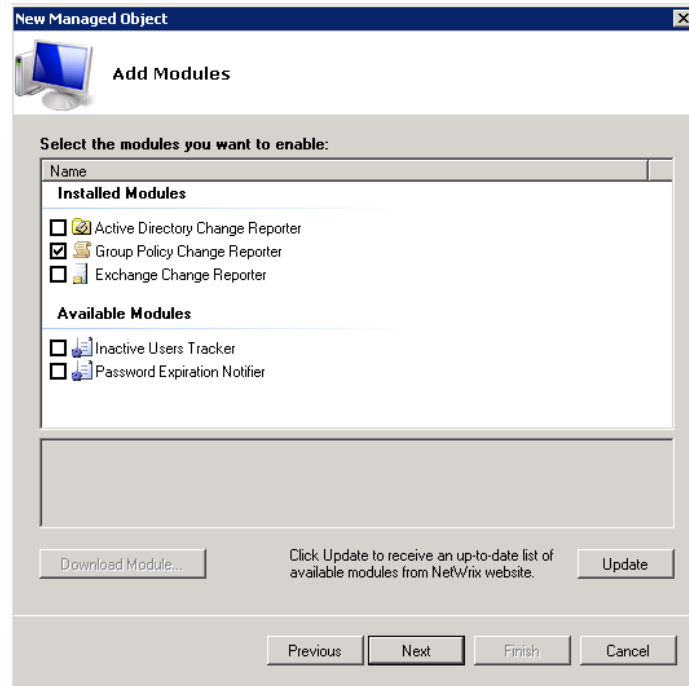 New Managed Object
Add Modules
Select the modules you want to enable:
Name
Installed Modules
Active Directory Change Reporter
Group Policy Change Reporter
Exchange Change Reporter
Available Modules
Inactive Users Tracker
Password Expiration Notifier
Download Module...
Click Update to receive an up-to-date list of
available modules from NetWrix website.
Update
Previous
Next
Finish
Cancel